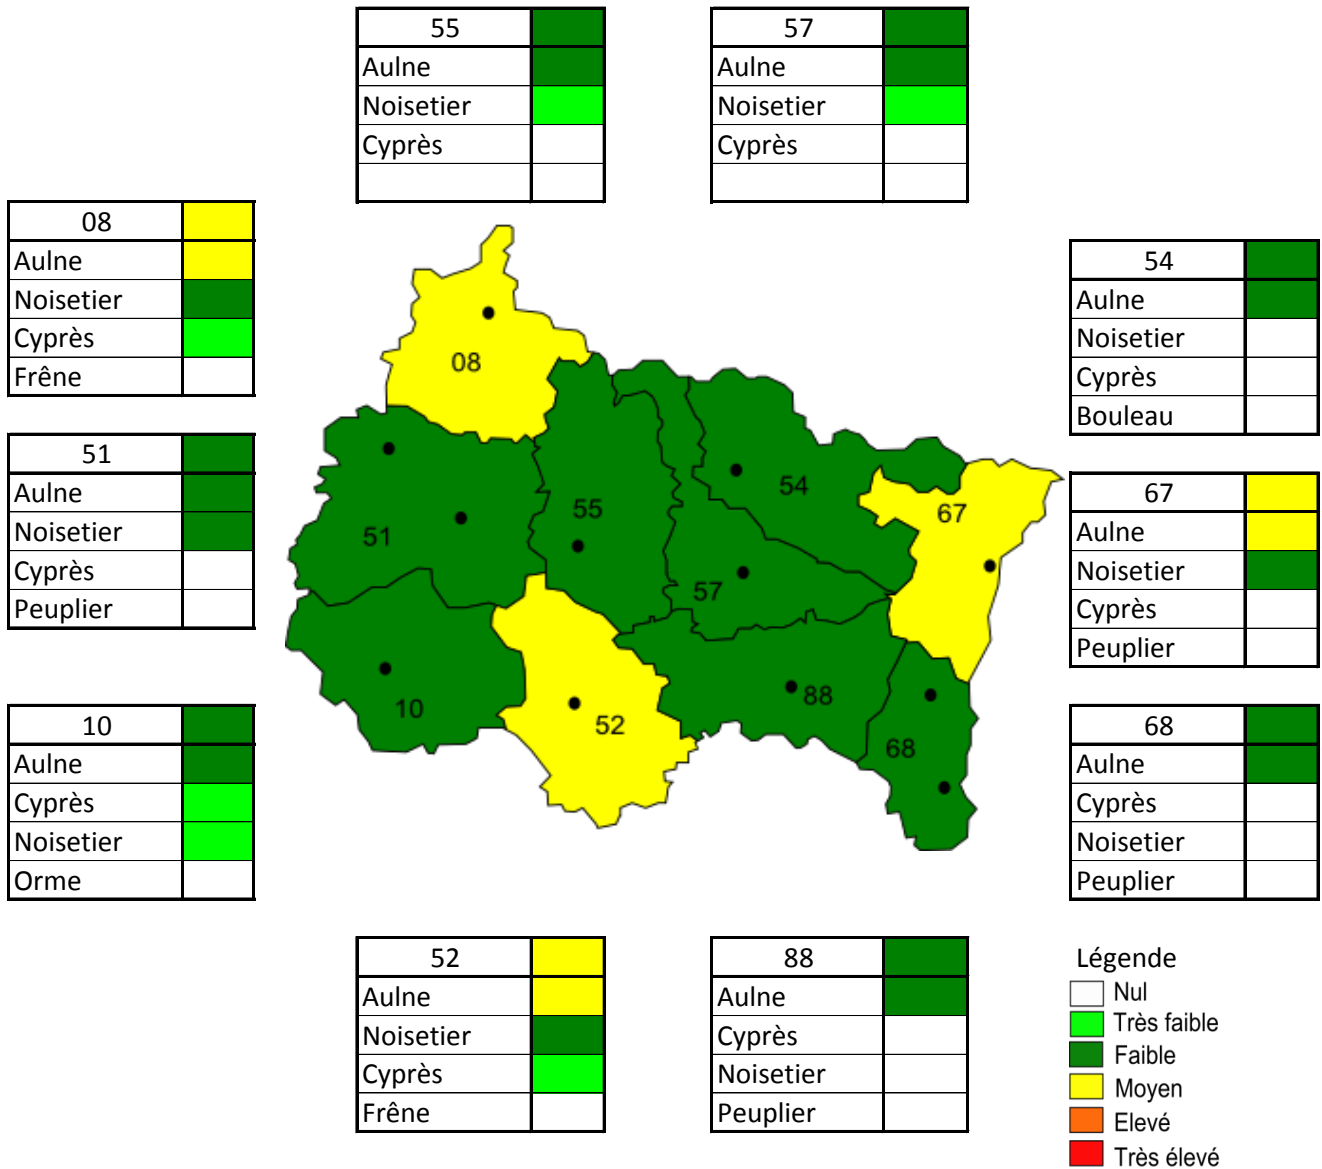 55
Aulne
Noisetier
Cyprès
57
Aulne
Noisetier
Cyprès
08
Aulne
Noisetier
Cyprès
Frêne
51
Aulne
Noisetier
Cyprès
Peuplier
10
Aulne
Cyprès
Noisetier
Orme
08
51
55
54
67
57
10
52
88
68
54
Aulne
Noisetier
Cyprès
Bouleau
67
Aulne
Noisetier
Cyprès
Peuplier
68
Aulne
Cyprès
Noisetier
Peuplier
52
Aulne
Noisetier
Cyprès
Frêne
88
Aulne
Cyprès
Noisetier
Peuplier
Légende
Nul
Très faible
Faible
Moyen
Elevé
Très élevé